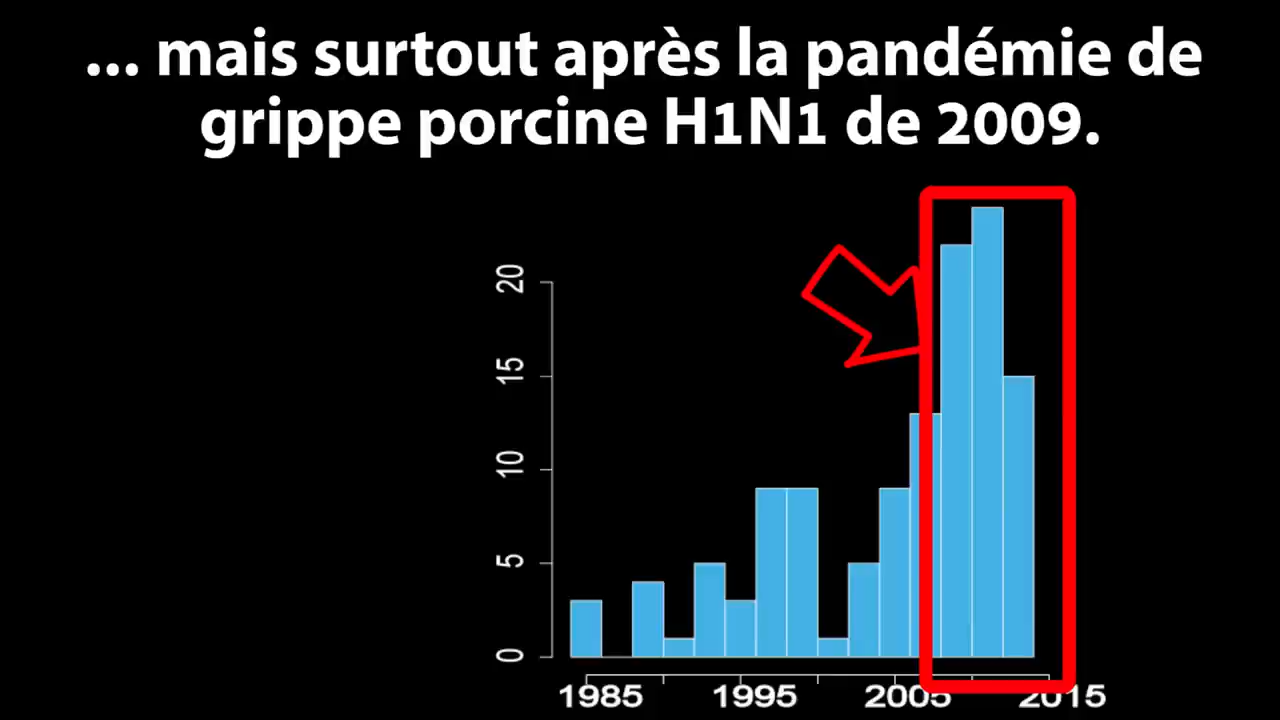 ... mais surtout après la pandémie de
grippe porcine H1N1 de 2009.
20
15
10
5
0
1985 1995 2005 2015